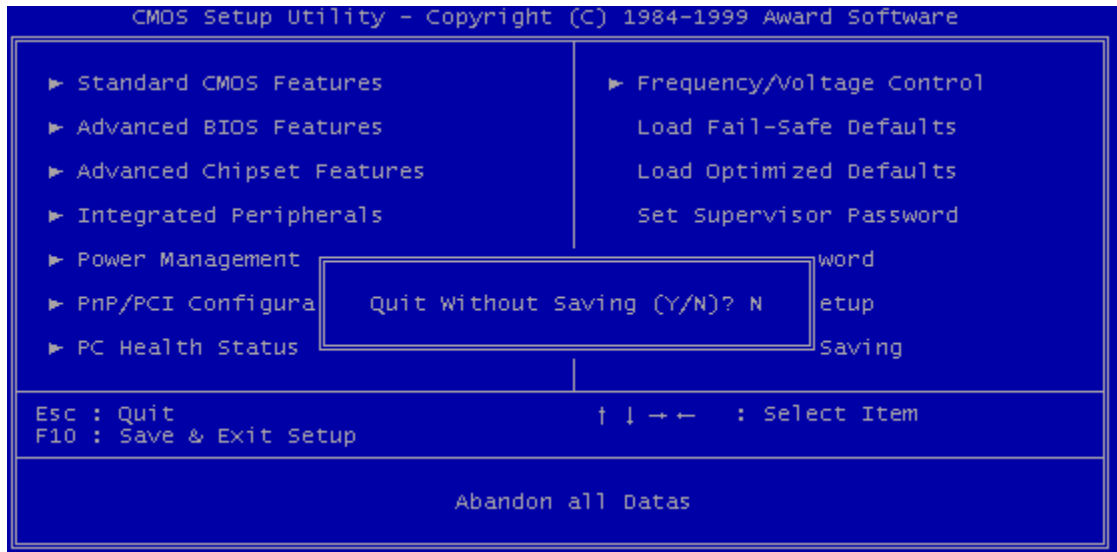 CMOS Setup Utility - Copyright (C) 1984-1999 Award Software
► Standard CMOS Features
► Advanced BIOS Features
► Advanced Chipset Features
► Integrated Peripherals
► Power Management
► PnP/PCI Configura
► PC Health Status
► Frequency/Voltage Control
Load Fail-Safe Defaults
Load Optimized Defaults
Set Supervisor Password
word
etup
Saving
Quit Without Saving (Y/N)? N
Esc : Quit
F10 : Save & Exit Setup
↑ ↓ → ← : Select Item
Abandon all Datas